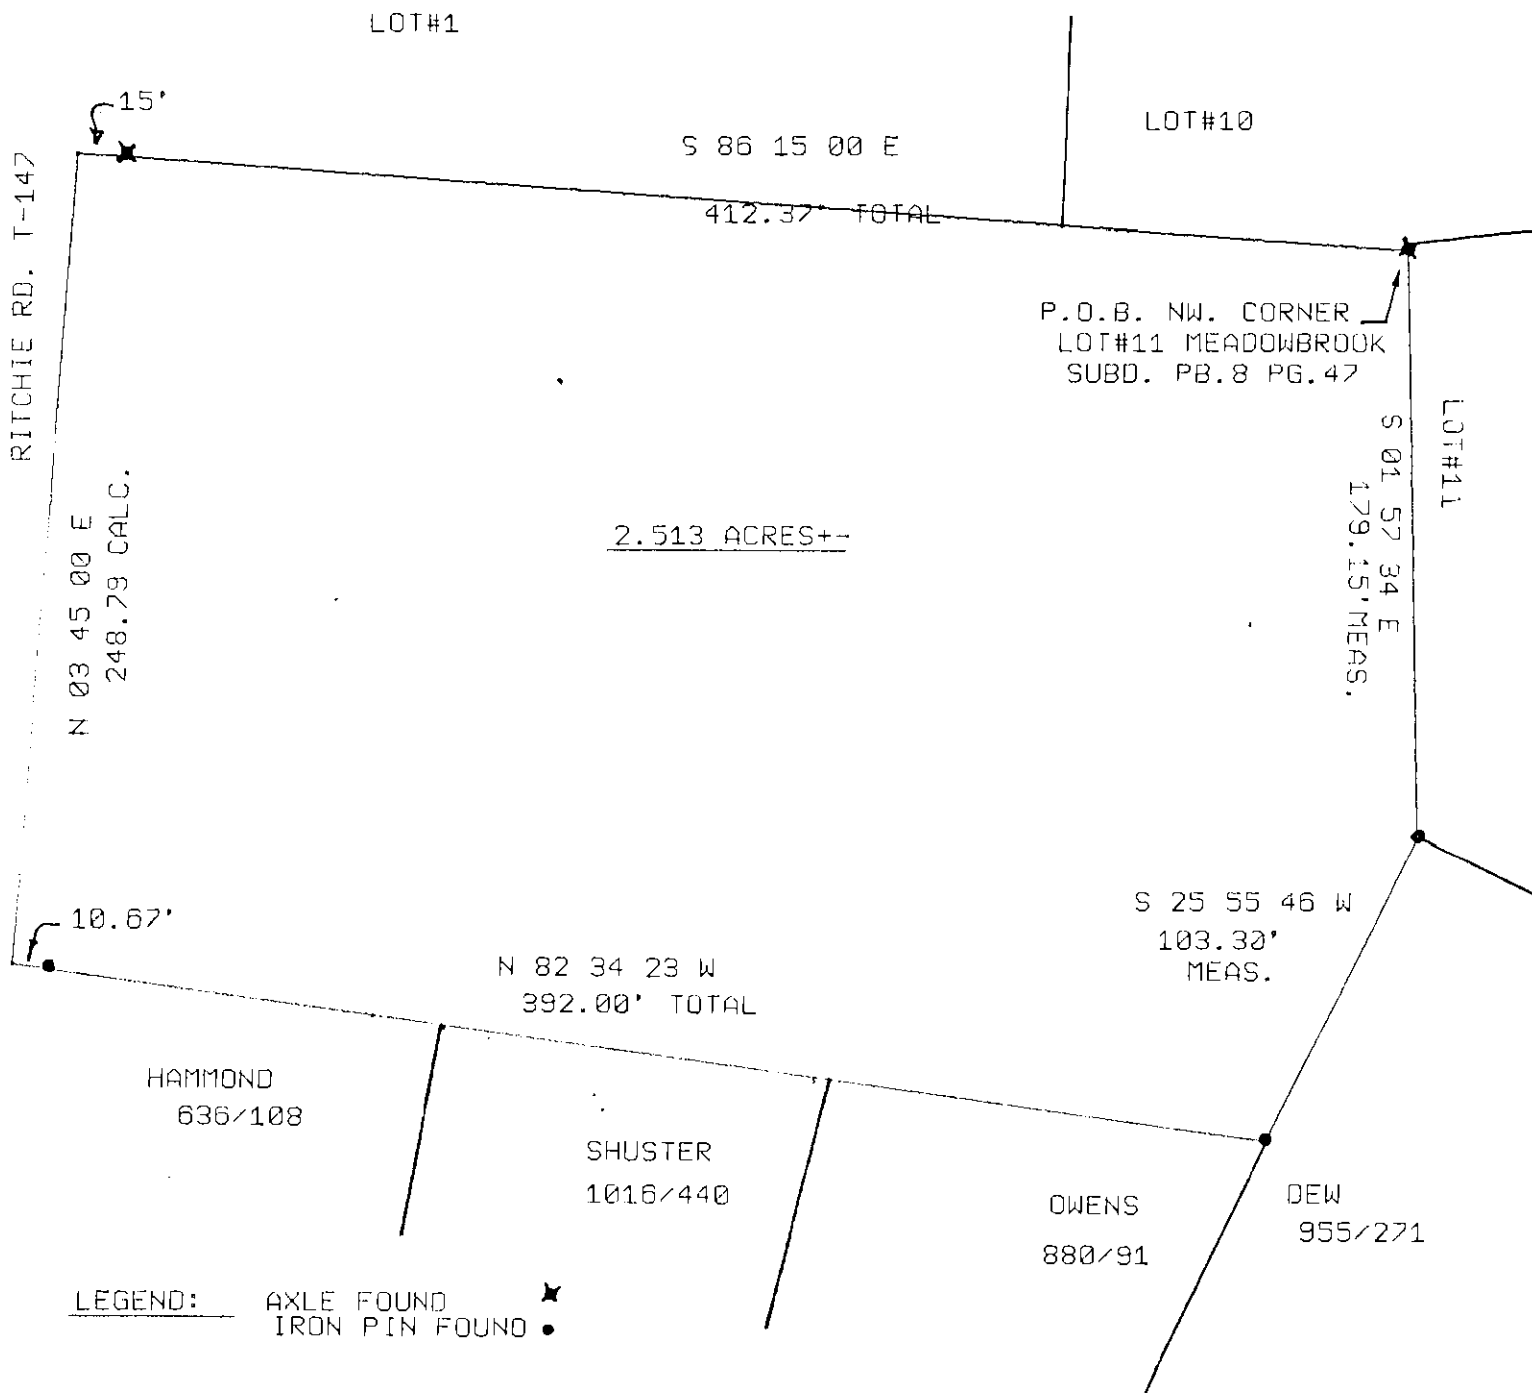 LOT#1
15'
LOT#10
S 86 15 00 E
412.37' TOTAL
RITCHIE RD. T-147
P.O.B. NW. CORNER
LOT#11 MEADOWBROOK
SUBD. PB.8 PG.47
LOT#11
S 01 57 34 E
179.15'MEAS.
N 03 45 00 E
248.79 CALC.
2.513 ACRES+-
10.67'
S 25 55 46 W
103.30'
MEAS.
N 82 34 23 W
392.00' TOTAL
HAMMOND
636/108
SHUSTER
1016/440
OWENS
880/91
DEW
955/271
LEGEND: AXLE FOUND
IRON PIN FOUND